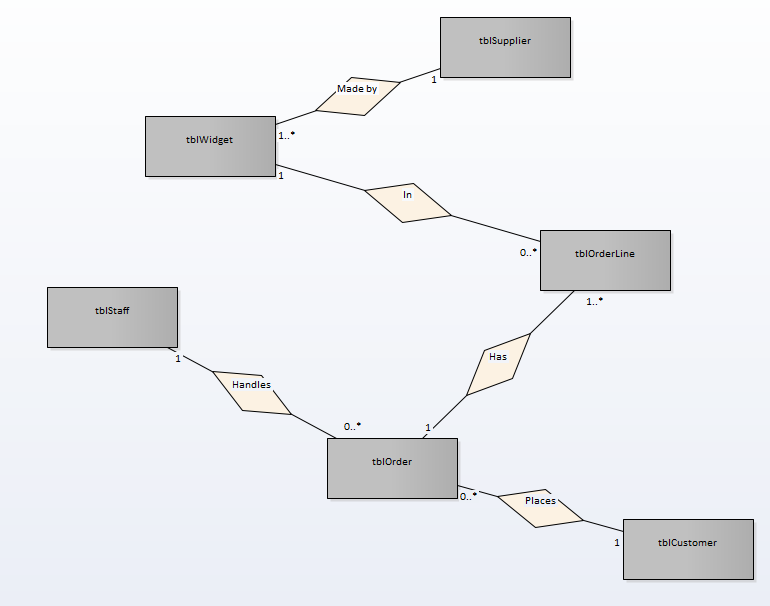 tblSupplier
1
Made by
1..*
tblWidget
1
In
0..*
tblOrderLine
1..*
tblStaff
1
Handles
0..*
Has
1
tblOrder
0..*
Places
1
tblCustomer